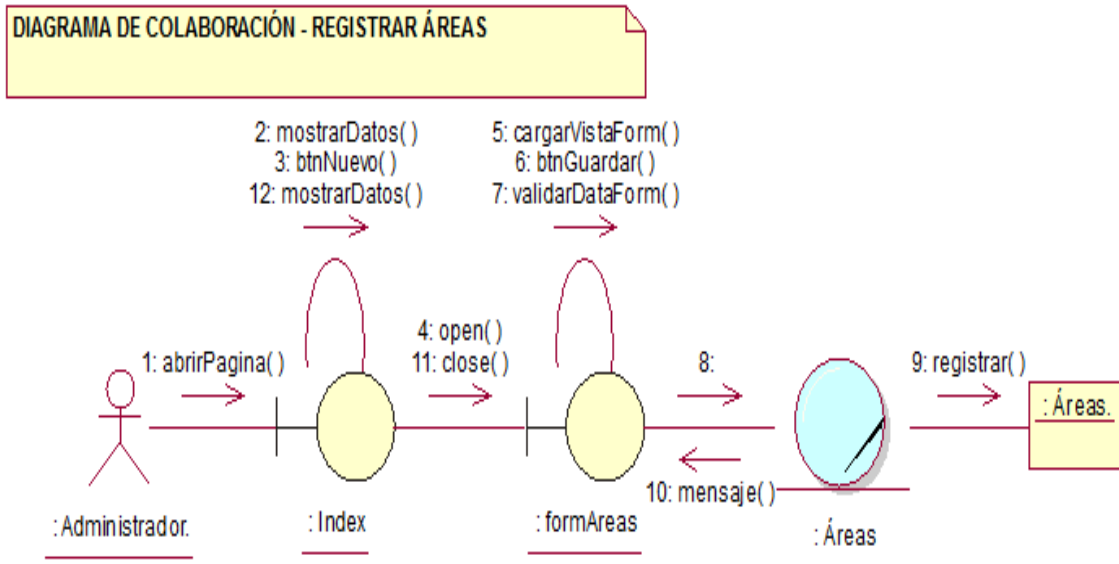 DIAGRAMA DE COLABORACIÓN - REGISTRAR ÁREAS
2: mostrarDatos( )
3: btnNuevo( )
12: mostrarDatos( )
5: cargarVistaForm( )
6: btnGuardar( )
7: validarDataForm( )
1: abrirPagina( )
4: open( )
11: close( )
8:
9: registrar( )
: Áreas.
10: mensaje( )
: Administrador.
: Index
: formAreas
: Áreas